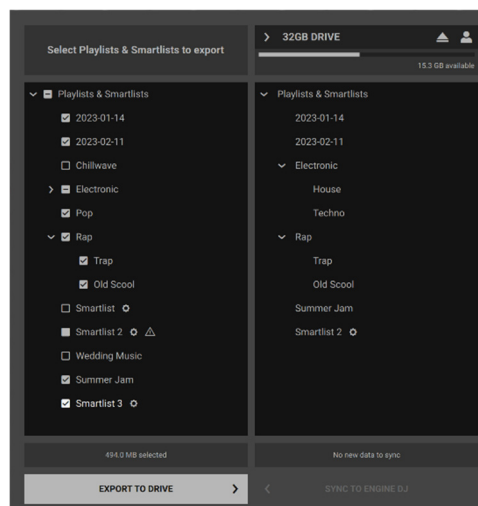 Select Playlists & Smartlists to export
32GB DRIVE
15.3 GB available
Playlists & Smartlists
2023-01-14
2023-02-11
Chillwave
Electronic
Pop
Rap
Trap
Old Scool
Smartlist
Smartlist 2
Wedding Music
Summer Jam
Smartlist 3
494.0 MB selected
EXPORT TO DRIVE
Playlists & Smartlists
2023-01-14
2023-02-11
Electronic
House
Techno
Rap
Trap
Old Scool
Summer Jam
Smartlist 2
No new data to sync
SYNC TO ENGINE DJ